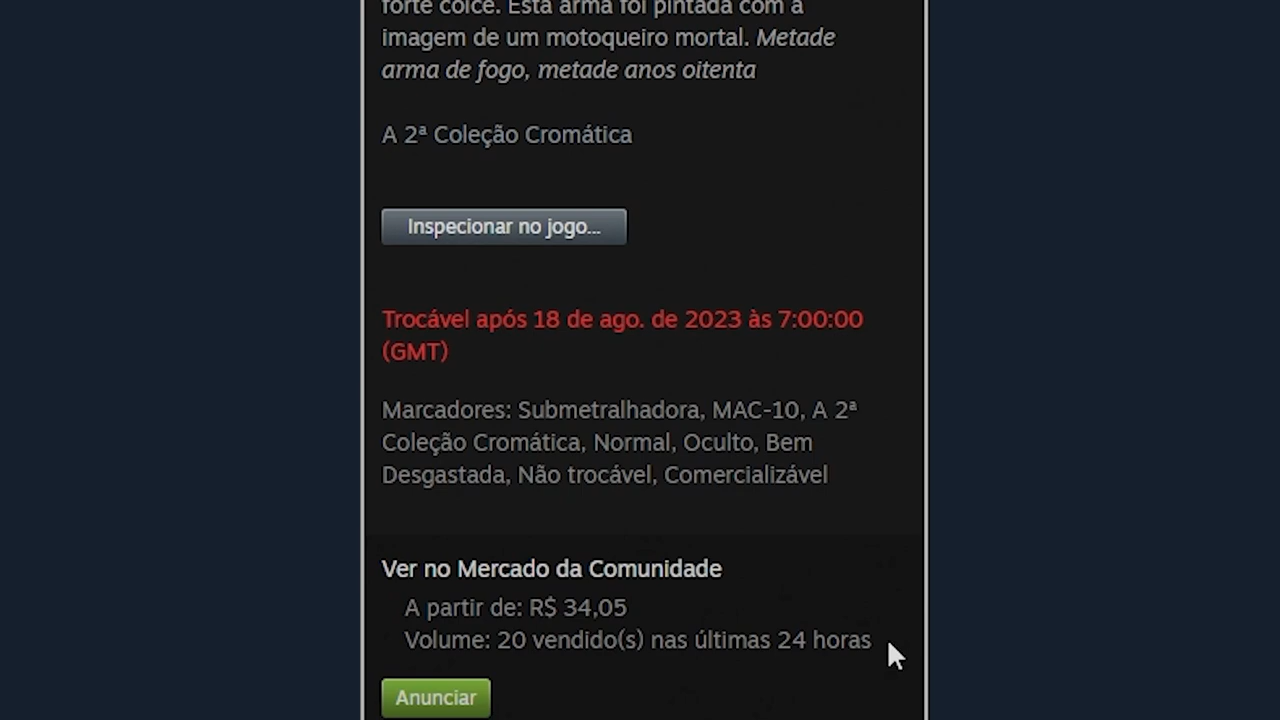 forte coice. Esta arma foi pintada com a
imagem de um motoqueiro mortal. Metade
arma de fogo, metade anos oitenta
A 2ª Coleção Cromática
Inspecionar no jogo...
Trocável após 18 de ago. de 2023 às 7:00:00
(GMT)
Marcadores: Submetralhadora, MAC-10, A 2ª
Coleção Cromática, Normal, Oculto, Bem
Desgastada, Não trocável, Comercializável
Ver no Mercado da Comunidade
A partir de: R$ 34,05
Volume: 20 vendido(s) nas últimas 24 horas
Anunciar